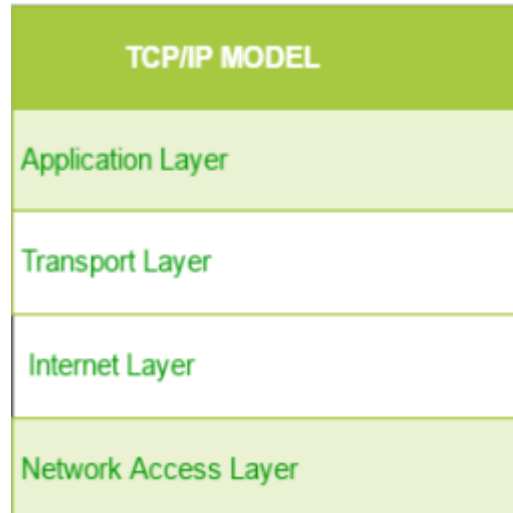 TCP/IP MODEL
Application Layer
Transport Layer
Internet Layer
Network Access Layer